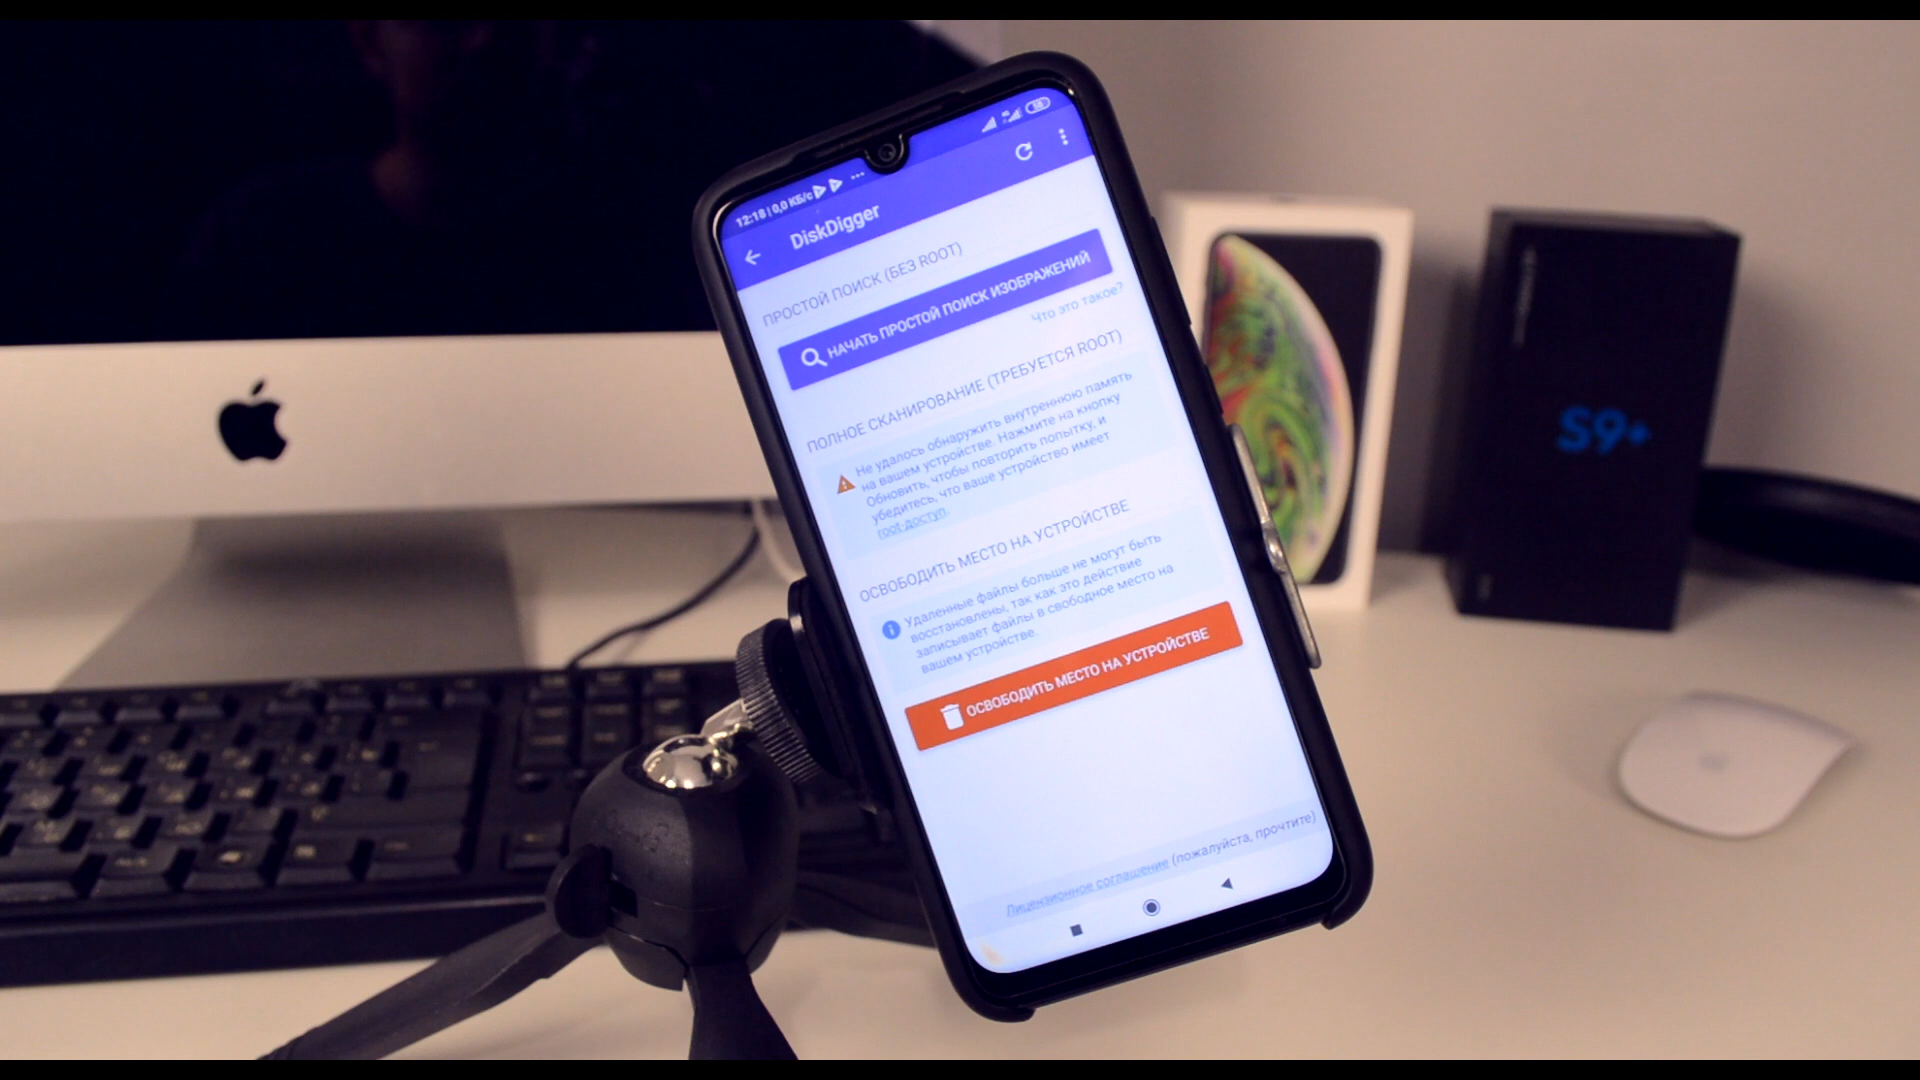 12:18 | 0,0 КБ/с
DiskDigger
ПРОСТОЙ ПОИСК (БЕЗ ROOT)
НАЧАТЬ ПРОСТОЙ ПОИСК ИЗОБРАЖЕНИЙ
Что это такое?
ПОЛНОЕ СКАНИРОВАНИЕ (ТРЕБУЕТСЯ ROOT)
Не удалось обнаружить внутреннюю память
на вашем устройстве. Нажмите на кнопку
Обновить, чтобы повторить попытку, и
убедитесь, что ваше устройство имеет
root-доступ.
ОСВОБОДИТЬ МЕСТО НА УСТРОЙСТВЕ
Удаленные файлы больше не могут быть
восстановлены, так как это действие
записывает файлы в свободное место на
вашем устройстве.
ОСВОБОДИТЬ МЕСТО НА УСТРОЙСТВЕ
Лицензионное соглашение (пожалуйста, прочтите)
S9+